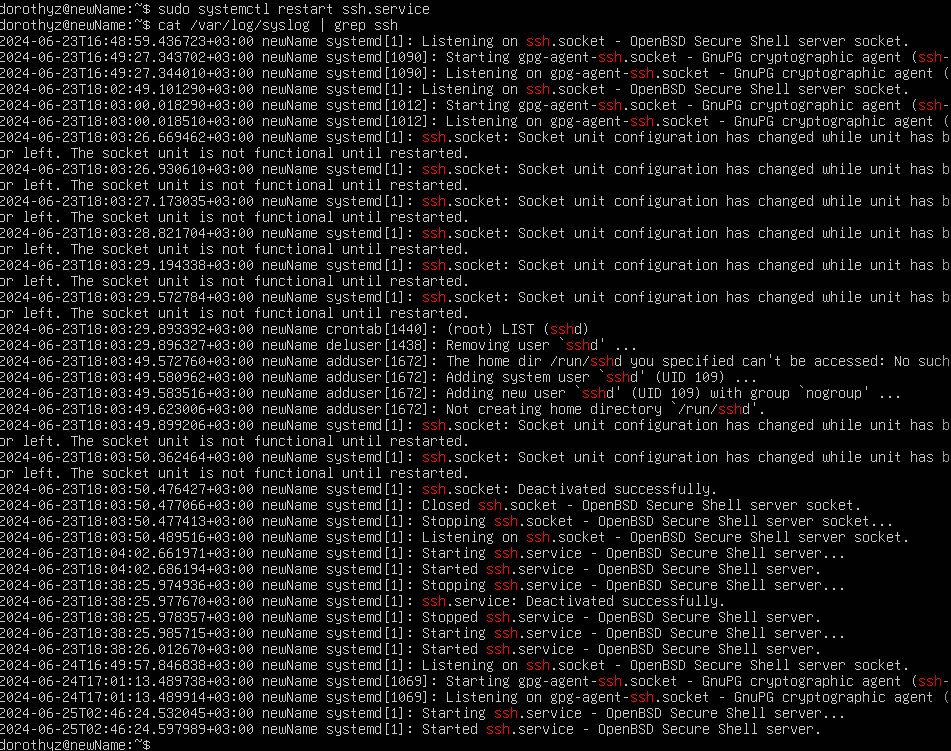 dorothyz@newName:~$ sudo systemctl restart ssh.service
dorothyz@newName:~$ cat /var/log/syslog | grep ssh
2024-06-23T16:48:59.436723+03:00 newName systemd[1]: Listening on ssh.socket - OpenBSD Secure Shell server socket.
2024-06-23T16:49:27.343702+03:00 newName systemd[1090]: Starting gpg-agent-ssh.socket - GnuPG cryptographic agent (ssh-
2024-06-23T16:49:27.344010+03:00 newName systemd[1090]: Listening on gpg-agent-ssh.socket - GnuPG cryptographic agent (
2024-06-23T18:02:49.101290+03:00 newName systemd[1]: Listening on ssh.socket - OpenBSD Secure Shell server socket.
2024-06-23T18:03:00.018290+03:00 newName systemd[1012]: Starting gpg-agent-ssh.socket - GnuPG cryptographic agent (ssh-
2024-06-23T18:03:00.018510+03:00 newName systemd[1012]: Listening on gpg-agent-ssh.socket - GnuPG cryptographic agent (
2024-06-23T18:03:26.669462+03:00 newName systemd[1]: ssh.socket: Socket unit configuration has changed while unit has b
or left. The socket unit is not functional until restarted.
2024-06-23T18:03:26.930610+03:00 newName systemd[1]: ssh.socket: Socket unit configuration has changed while unit has b
or left. The socket unit is not functional until restarted.
2024-06-23T18:03:27.173035+03:00 newName systemd[1]: ssh.socket: Socket unit configuration has changed while unit has b
or left. The socket unit is not functional until restarted.
2024-06-23T18:03:28.821704+03:00 newName systemd[1]: ssh.socket: Socket unit configuration has changed while unit has b
or left. The socket unit is not functional until restarted.
2024-06-23T18:03:29.194338+03:00 newName systemd[1]: ssh.socket: Socket unit configuration has changed while unit has b
or left. The socket unit is not functional until restarted.
2024-06-23T18:03:29.572784+03:00 newName systemd[1]: ssh.socket: Socket unit configuration has changed while unit has b
or left. The socket unit is not functional until restarted.
2024-06-23T18:03:29.893392+03:00 newName crontab[1440]: (root) LIST (sshd)
2024-06-23T18:03:29.896327+03:00 newName deluser[1438]: Removing user `sshd' ...
2024-06-23T18:03:49.572760+03:00 newName adduser[1672]: The home dir /run/sshd you specified can't be accessed: No such
2024-06-23T18:03:49.580962+03:00 newName adduser[1672]: Adding system user `sshd' (UID 109) ...
2024-06-23T18:03:49.583516+03:00 newName adduser[1672]: Adding new user `sshd' (UID 109) with group `nogroup' ...
2024-06-23T18:03:49.623006+03:00 newName adduser[1672]: Not creating home directory `/run/sshd'.
2024-06-23T18:03:49.899206+03:00 newName systemd[1]: ssh.socket: Socket unit configuration has changed while unit has b
or left. The socket unit is not functional until restarted.
2024-06-23T18:03:50.362464+03:00 newName systemd[1]: ssh.socket: Socket unit configuration has changed while unit has b
or left. The socket unit is not functional until restarted.
2024-06-23T18:03:50.476427+03:00 newName systemd[1]: ssh.socket: Deactivated successfully.
2024-06-23T18:03:50.477066+03:00 newName systemd[1]: Closed ssh.socket - OpenBSD Secure Shell server socket.
2024-06-23T18:03:50.477413+03:00 newName systemd[1]: Stopping ssh.socket - OpenBSD Secure Shell server socket...
2024-06-23T18:03:50.489516+03:00 newName systemd[1]: Listening on ssh.socket - OpenBSD Secure Shell server socket.
2024-06-23T18:04:02.661971+03:00 newName systemd[1]: Starting ssh.service - OpenBSD Secure Shell server...
2024-06-23T18:04:02.686194+03:00 newName systemd[1]: Started ssh.service - OpenBSD Secure Shell server.
2024-06-23T18:38:25.974936+03:00 newName systemd[1]: Stopping ssh.service - OpenBSD Secure Shell server...
2024-06-23T18:38:25.977670+03:00 newName systemd[1]: ssh.service: Deactivated successfully.
2024-06-23T18:38:25.978357+03:00 newName systemd[1]: Stopped ssh.service - OpenBSD Secure Shell server.
2024-06-23T18:38:25.985715+03:00 newName systemd[1]: Starting ssh.service - OpenBSD Secure Shell server...
2024-06-23T18:38:26.012670+03:00 newName systemd[1]: Started ssh.service - OpenBSD Secure Shell server.
2024-06-24T16:49:57.846838+03:00 newName systemd[1]: Listening on ssh.socket - OpenBSD Secure Shell server socket.
2024-06-24T17:01:13.489738+03:00 newName systemd[1069]: Starting gpg-agent-ssh.socket - GnuPG cryptographic agent (ssh-
2024-06-24T17:01:13.489914+03:00 newName systemd[1069]: Listening on gpg-agent-ssh.socket - GnuPG cryptographic agent (
2024-06-25T02:46:24.532045+03:00 newName systemd[1]: Starting ssh.service - OpenBSD Secure Shell server...
2024-06-25T02:46:24.597989+03:00 newName systemd[1]: Started ssh.service - OpenBSD Secure Shell server.
dorothyz@newName:~$